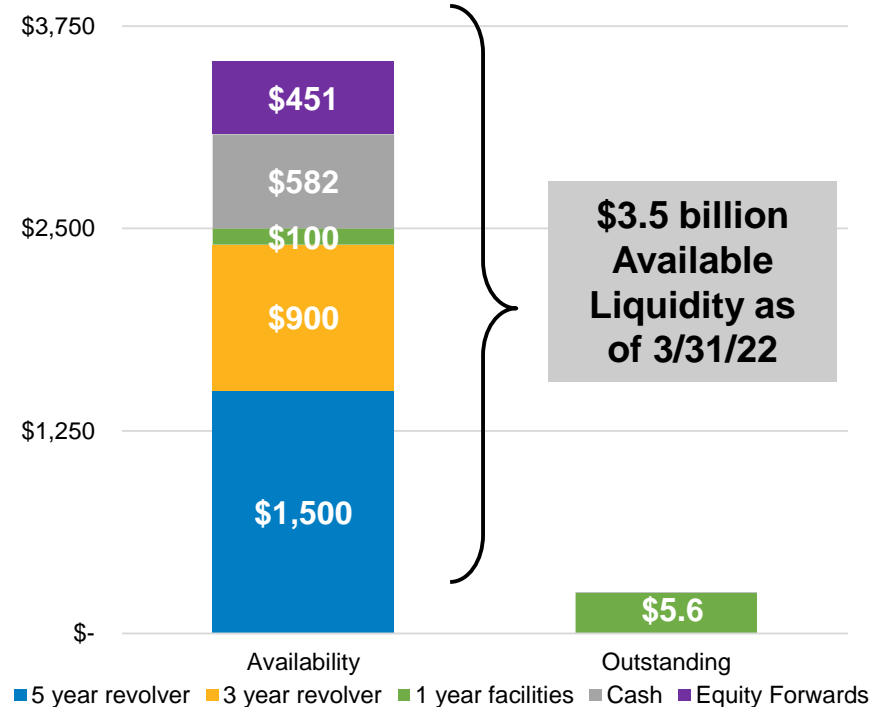 $3,750
$2,500
$1,250
$-
$451
$582
$100
$900
$1,500
$3.5 billion
Available
Liquidity as
of 3/31/22
$5.6
Availability
Outstanding
5 year revolver 3 year revolver 1 year facilities Cash Equity Forwards